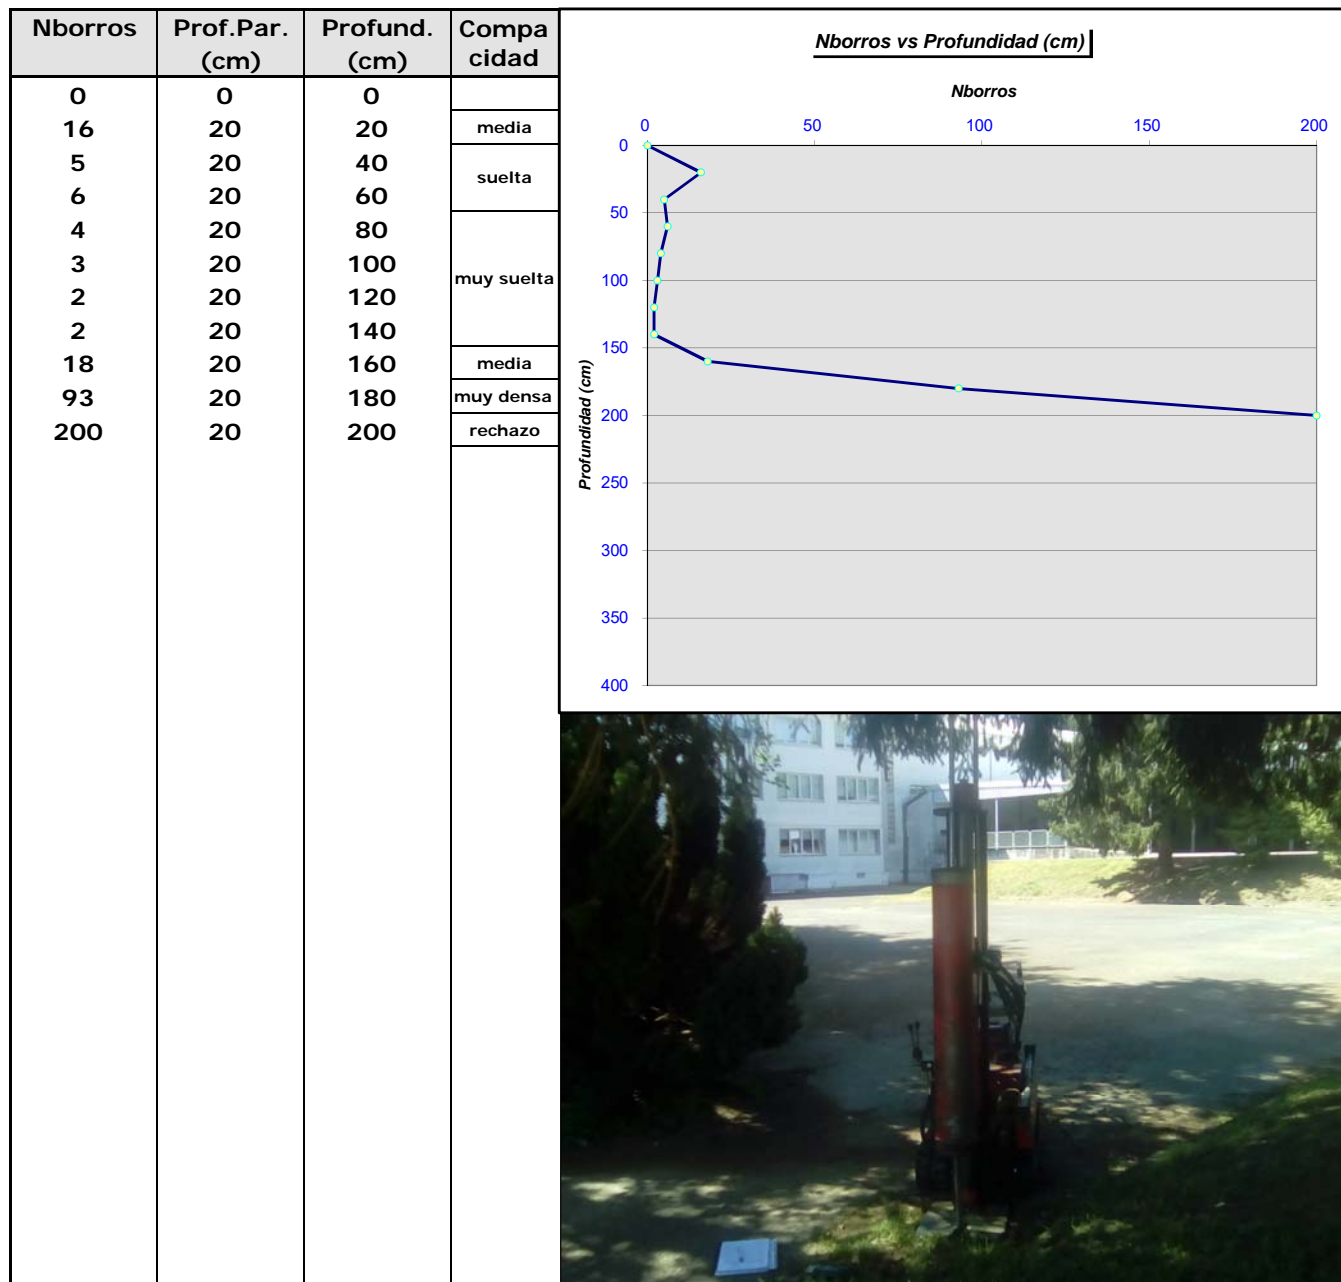 Nborros Prof.Par. Profund. Compa
(cm) (cm) cidad
0 0 0
16 20 20 media
5 20 40
suelta
6 20 60
4 20 80
3 20 100
muy suelta
2 20 120
2 20 140
18 20 160 media
93 20 180 muy densa
200 20 200 rechazo
Nborros vs Profundidad (cm)
Nborros
0 50 100 150 200
0
50
100
150
200
250
300
350
400
Profundidad (cm)